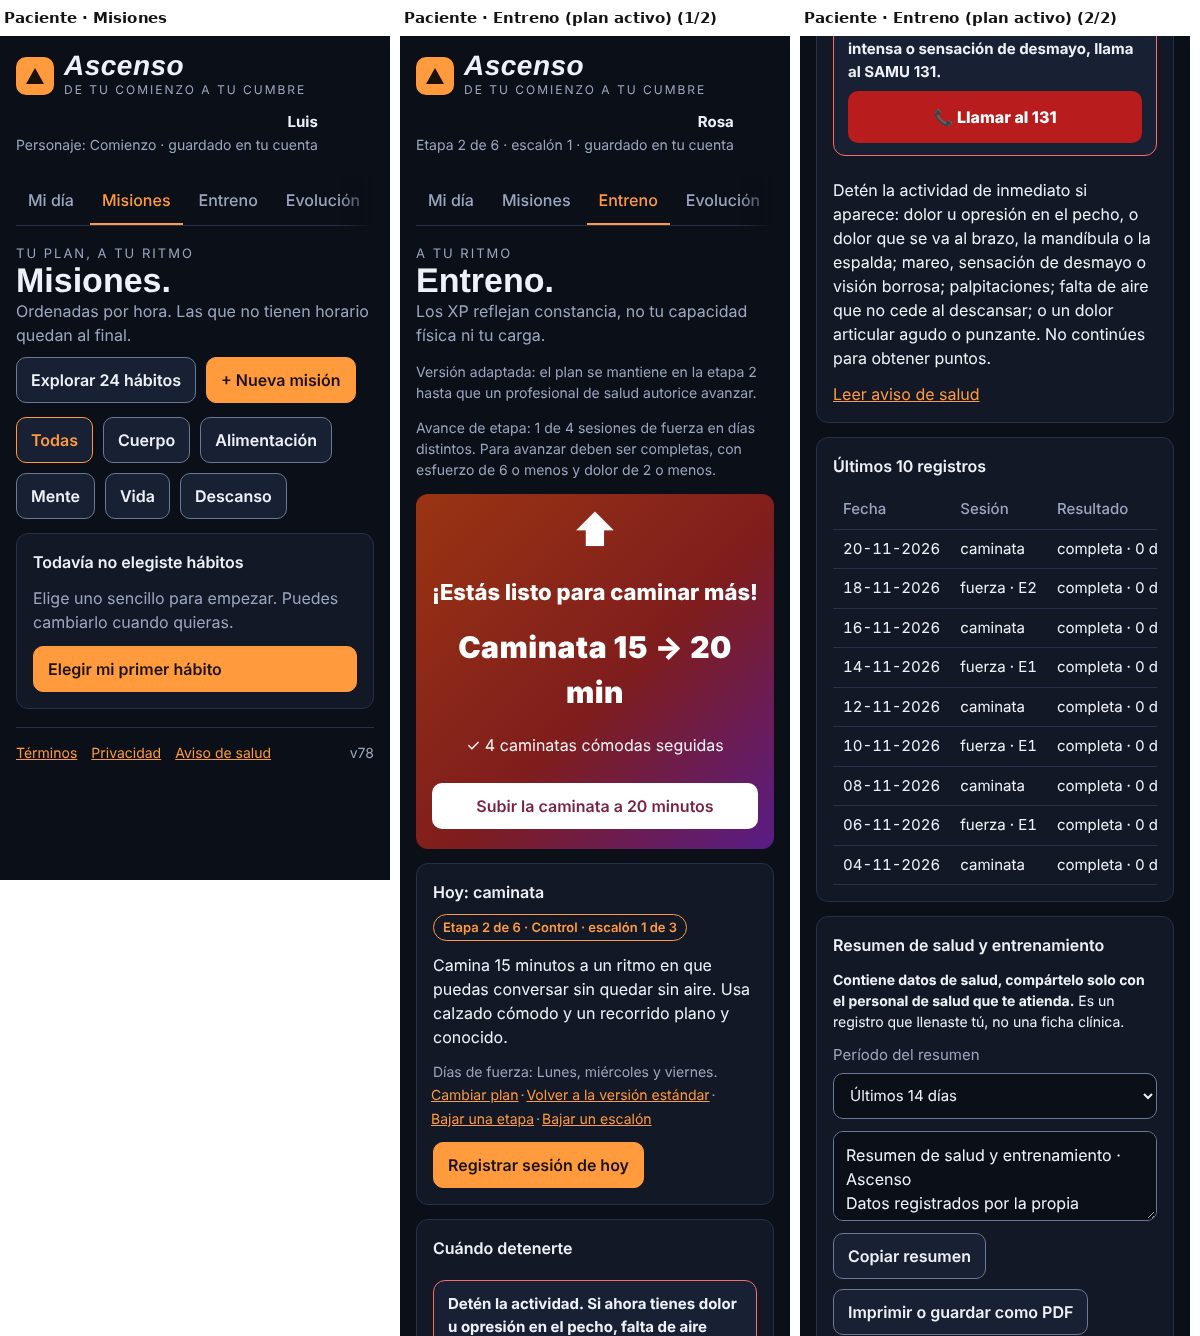 Paciente · Misiones
Ascenso
DE TU COMIENZO A TU CUMBRE
Luis
Personaje: Comienzo · guardado en tu cuenta
Mi día Misiones Entreno Evolución
TU PLAN, A TU RITMO
Misiones.
Ordenadas por hora. Las que no tienen horario
quedan al final.
Explorar 24 hábitos + Nueva misión
Todas Cuerpo Alimentación
Mente Vida Descanso
Todavía no elegiste hábitos
Elige uno sencillo para empezar. Puedes
cambiarlo cuando quieras.
Elegir mi primer hábito
Términos Privacidad Aviso de salud v78
Paciente · Entreno (plan activo) (1/2)
Ascenso
DE TU COMIENZO A TU CUMBRE
Rosa
Etapa 2 de 6 · escalón 1 · guardado en tu cuenta
Mi día Misiones Entreno Evolución
A TU RITMO
Entreno.
Los XP reflejan constancia, no tu capacidad
física ni tu carga.
Versión adaptada: el plan se mantiene en la etapa 2
hasta que un profesional de salud autorice avanzar.
Avance de etapa: 1 de 4 sesiones de fuerza en días
distintos. Para avanzar deben ser completas, con
esfuerzo de 6 o menos y dolor de 2 o menos.
¡Estás listo para caminar más!
Caminata 15 → 20
min
✓ 4 caminatas cómodas seguidas
Subir la caminata a 20 minutos
Hoy: caminata
Etapa 2 de 6 · Control · escalón 1 de 3
Camina 15 minutos a un ritmo en que
puedas conversar sin quedar sin aire. Usa
calzado cómodo y un recorrido plano y
conocido.
Días de fuerza: Lunes, miércoles y viernes.
Cambiar plan · Volver a la versión estándar ·
Bajar una etapa · Bajar un escalón
Registrar sesión de hoy
Cuándo detenerte
Detén la actividad. Si ahora tienes dolor
u opresión en el pecho, falta de aire
Paciente · Entreno (plan activo) (2/2)
intensa o sensación de desmayo, llama
al SAMU 131.
Llamar al 131
Detén la actividad de inmediato si
aparece: dolor u opresión en el pecho, o
dolor que se va al brazo, la mandíbula o la
espalda; mareo, sensación de desmayo o
visión borrosa; palpitaciones; falta de aire
que no cede al descansar; o un dolor
articular agudo o punzante. No continúes
para obtener puntos.
Leer aviso de salud
Últimos 10 registros
Fecha Sesión Resultado
20-11-2026 caminata completa · 0 d
18-11-2026 fuerza · E2 completa · 0 d
16-11-2026 caminata completa · 0 d
14-11-2026 fuerza · E1 completa · 0 d
12-11-2026 caminata completa · 0 d
10-11-2026 fuerza · E1 completa · 0 d
08-11-2026 caminata completa · 0 d
06-11-2026 fuerza · E1 completa · 0 d
04-11-2026 caminata completa · 0 d
Resumen de salud y entrenamiento
Contiene datos de salud, compártelo solo con
el personal de salud que te atienda. Es un
registro que llenaste tú, no una ficha clínica.
Período del resumen
Últimos 14 días
Resumen de salud y entrenamiento ·
Ascenso
Datos registrados por la propia
Copiar resumen
Imprimir o guardar como PDF